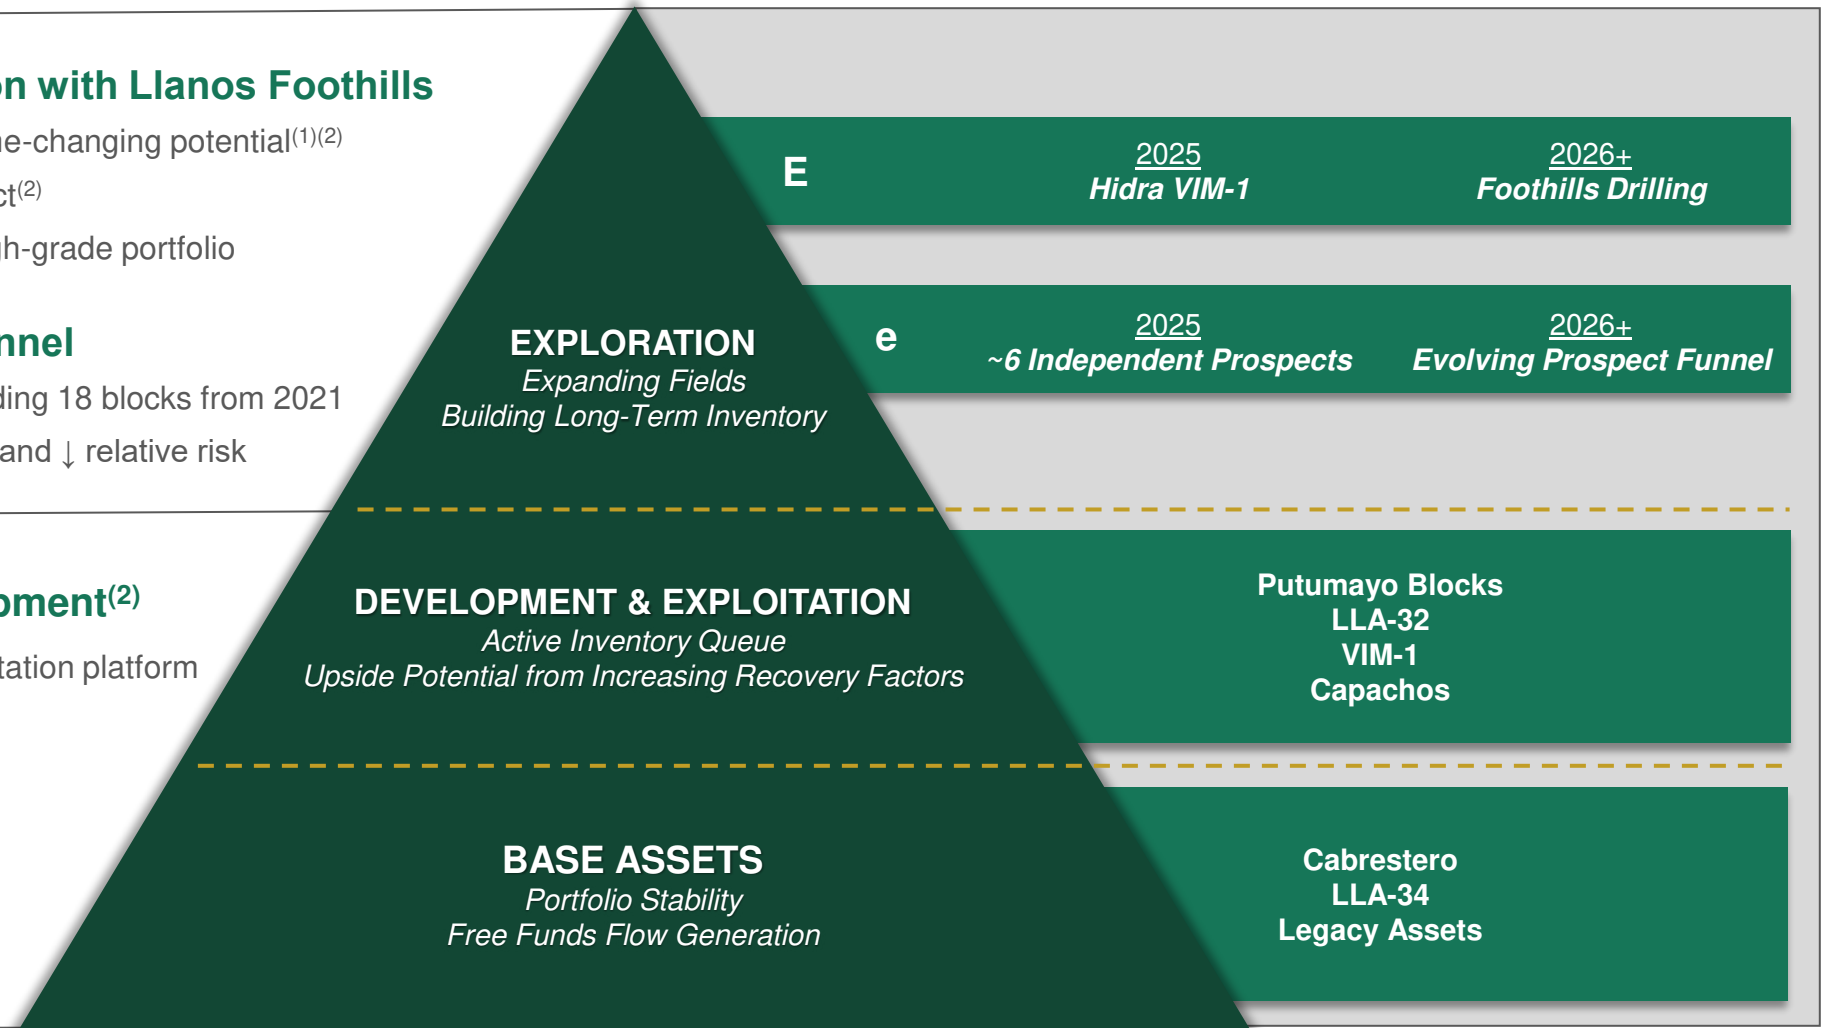 on with Llanos Foothills
ne-changing potential(1)(2)
ct(2)
gh-grade portfolio
nnel
ding 18 blocks from 2021
and ↓ relative risk
pment(2)
tation platform
EXPLORATION
Expanding Fields
Building Long-Term Inventory
DEVELOPMENT & EXPLOITATION
Active Inventory Queue
Upside Potential from Increasing Recovery Factors
BASE ASSETS
Portfolio Stability
Free Funds Flow Generation
E
2025
Hidra VIM-1
2026+
Foothills Drilling
e
2025
~6 Independent Prospects
2026+
Evolving Prospect Funnel
Putumayo Blocks
LLA-32
VIM-1
Capachos
Cabrestero
LLA-34
Legacy Assets